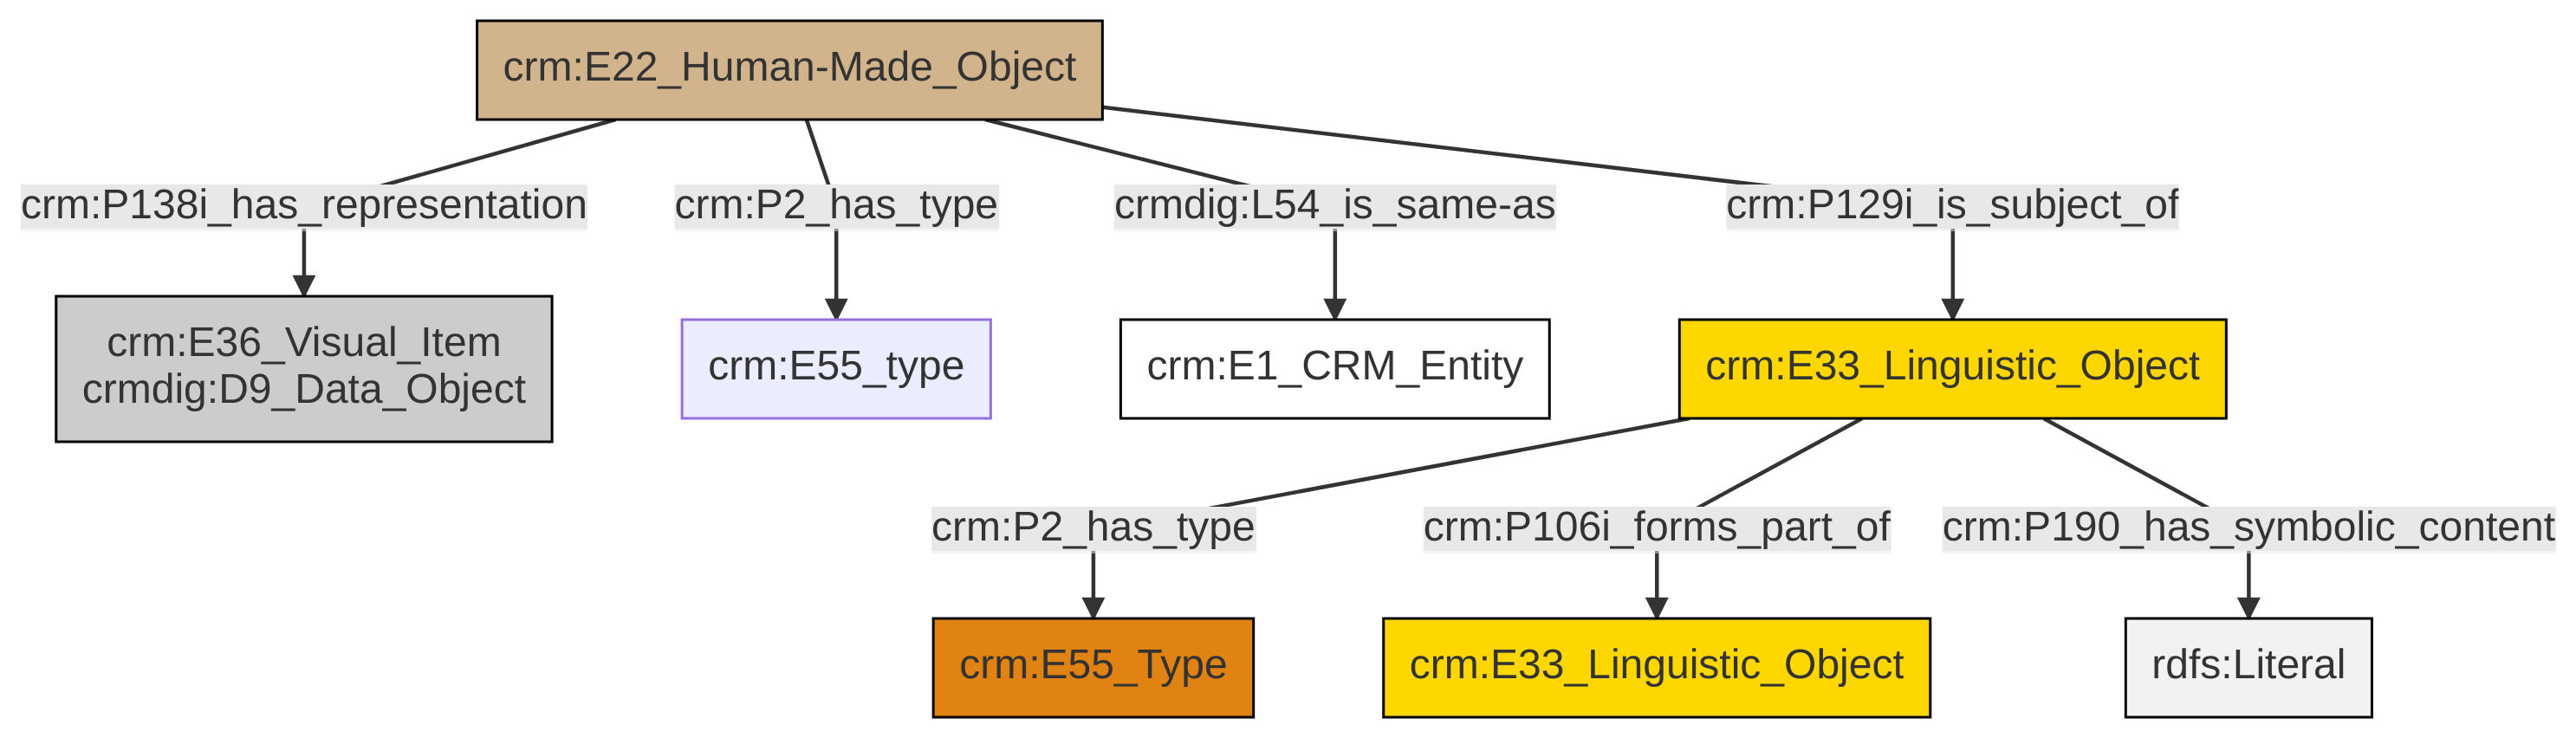 crm:E22_Human-Made_Object
crm:P138i_has_representation
crm:P2_has_type
crmdig:L54_is_same-as
crm:P129i_is_subject_of
crm:E36_Visual_Item
crmdig:D9_Data_Object
crm:E55_type
crm:E1_CRM_Entity
crm:E33_Linguistic_Object
crm:P2_has_type
crm:P106i_forms_part_of
crm:P190_has_symbolic_content
crm:E55_Type
crm:E33_Linguistic_Object
rdfs:Literal